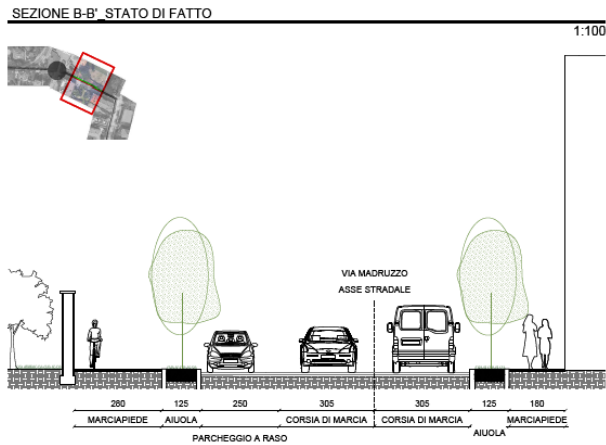 SEZIONE B-B'_STATO DI FATTO
1:100
VIA MADRUZZO
ASSE STRADALE
280 125 250 305 305 125 180
MARCIAPIEDE AIUOLA CORSIA DI MARCIA CORSIA DI MARCIA MARCIAPIEDE
PARCHEGGIO A RASO AIUOLA